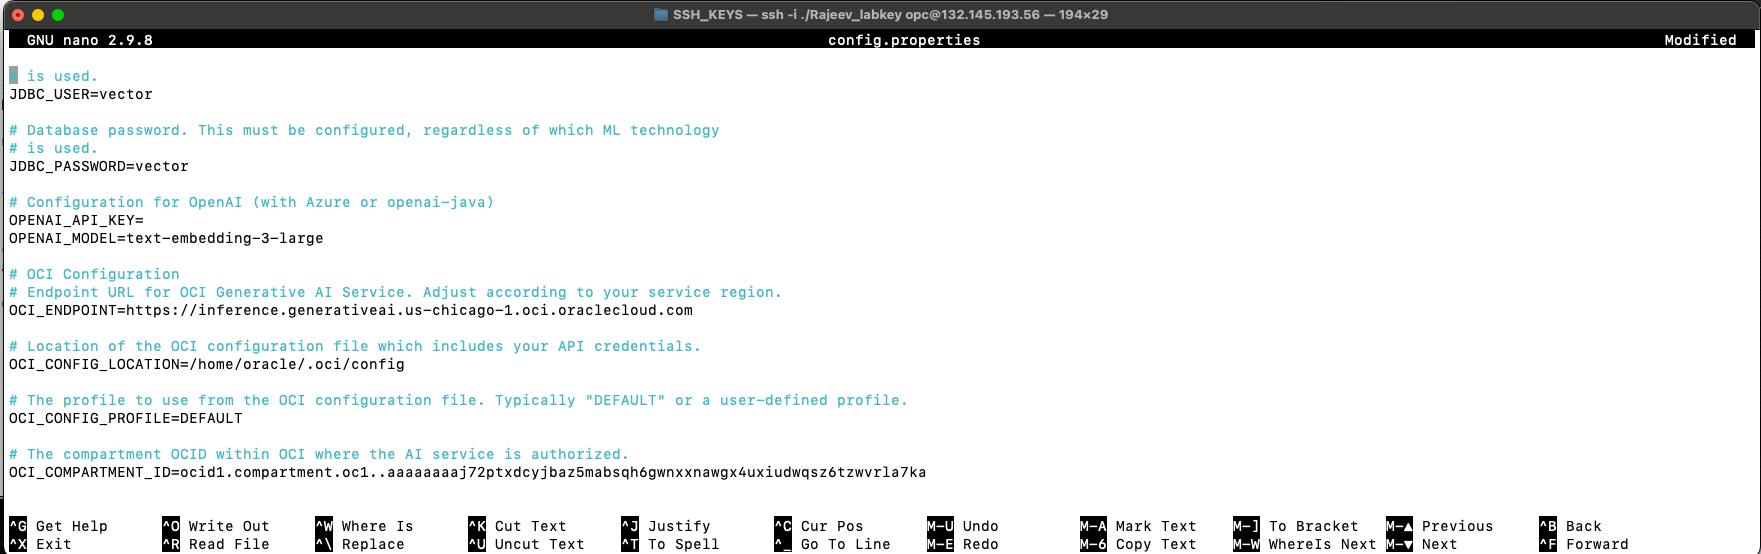 SSH_KEYS — ssh -i ./Rajeev_labkey opc@132.145.193.56 — 194×29
GNU nano 2.9.8 config.properties Modified
# is used.
JDBC_USER=vector
# Database password. This must be configured, regardless of which ML technology
# is used.
JDBC_PASSWORD=vector
# Configuration for OpenAI (with Azure or openai-java)
OPENAI_API_KEY=
OPENAI_MODEL=text-embedding-3-large
# OCI Configuration
# Endpoint URL for OCI Generative AI Service. Adjust according to your service region.
OCI_ENDPOINT=https://inference.generativeai.us-chicago-1.oci.oraclecloud.com
# Location of the OCI configuration file which includes your API credentials.
OCI_CONFIG_LOCATION=/home/oracle/.oci/config
# The profile to use from the OCI configuration file. Typically "DEFAULT" or a user-defined profile.
OCI_CONFIG_PROFILE=DEFAULT
# The compartment OCID within OCI where the AI service is authorized.
OCI_COMPARTMENT_ID=ocid1.compartment.oc1..aaaaaaaaj72ptxdcyjbaz5mabsqh6gwnxxnawgx4uxiudwqsz6tzwvrla7ka
^G Get Help ^O Write Out ^W Where Is ^K Cut Text ^J Justify ^C Cur Pos M-U Undo M-A Mark Text M-] To Bracket M-▲ Previous ^B Back
^X Exit ^R Read File ^\ Replace ^U Uncut Text ^T To Spell ^_ Go To Line M-E Redo M-6 Copy Text M-W WhereIs Next M-▼ Next ^F Forward